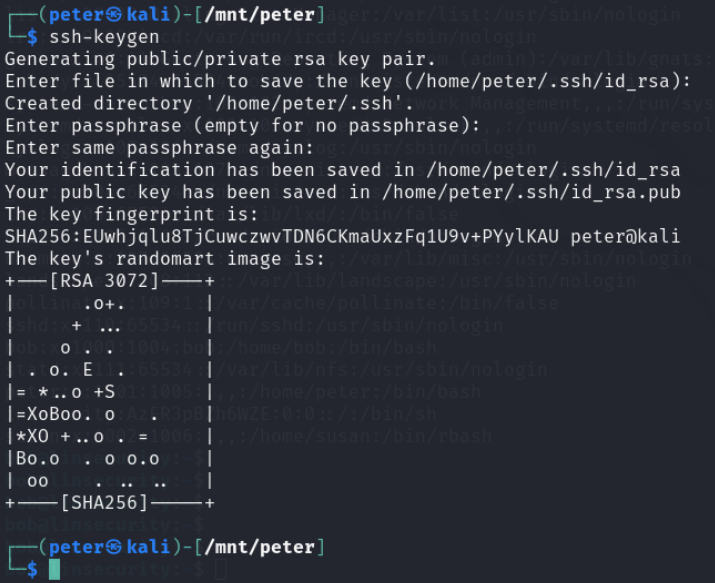 ┌──(peter㉿kali)-[/mnt/peter]
└─$ ssh-keygen
Generating public/private rsa key pair.
Enter file in which to save the key (/home/peter/.ssh/id_rsa):
Created directory '/home/peter/.ssh'.
Enter passphrase (empty for no passphrase):
Enter same passphrase again:
Your identification has been saved in /home/peter/.ssh/id_rsa
Your public key has been saved in /home/peter/.ssh/id_rsa.pub
The key fingerprint is:
SHA256:EUwhjqlu8TjCuwczwvTDN6CKmaUxzFq1U9v+PYylKAU peter@kali
The key's randomart image is:
+---[RSA 3072]----+
|      .o+.       |
|     + ...       |
|    o . .        |
| . o. E  .       |
|= *..o +S        |
|=XoBoo. o   .    |
|*XO +..o . =     |
|Bo.o  . o o.o    |
| oo    . .. ..   |
+----[SHA256]-----+
┌──(peter㉿kali)-[/mnt/peter]
└─$